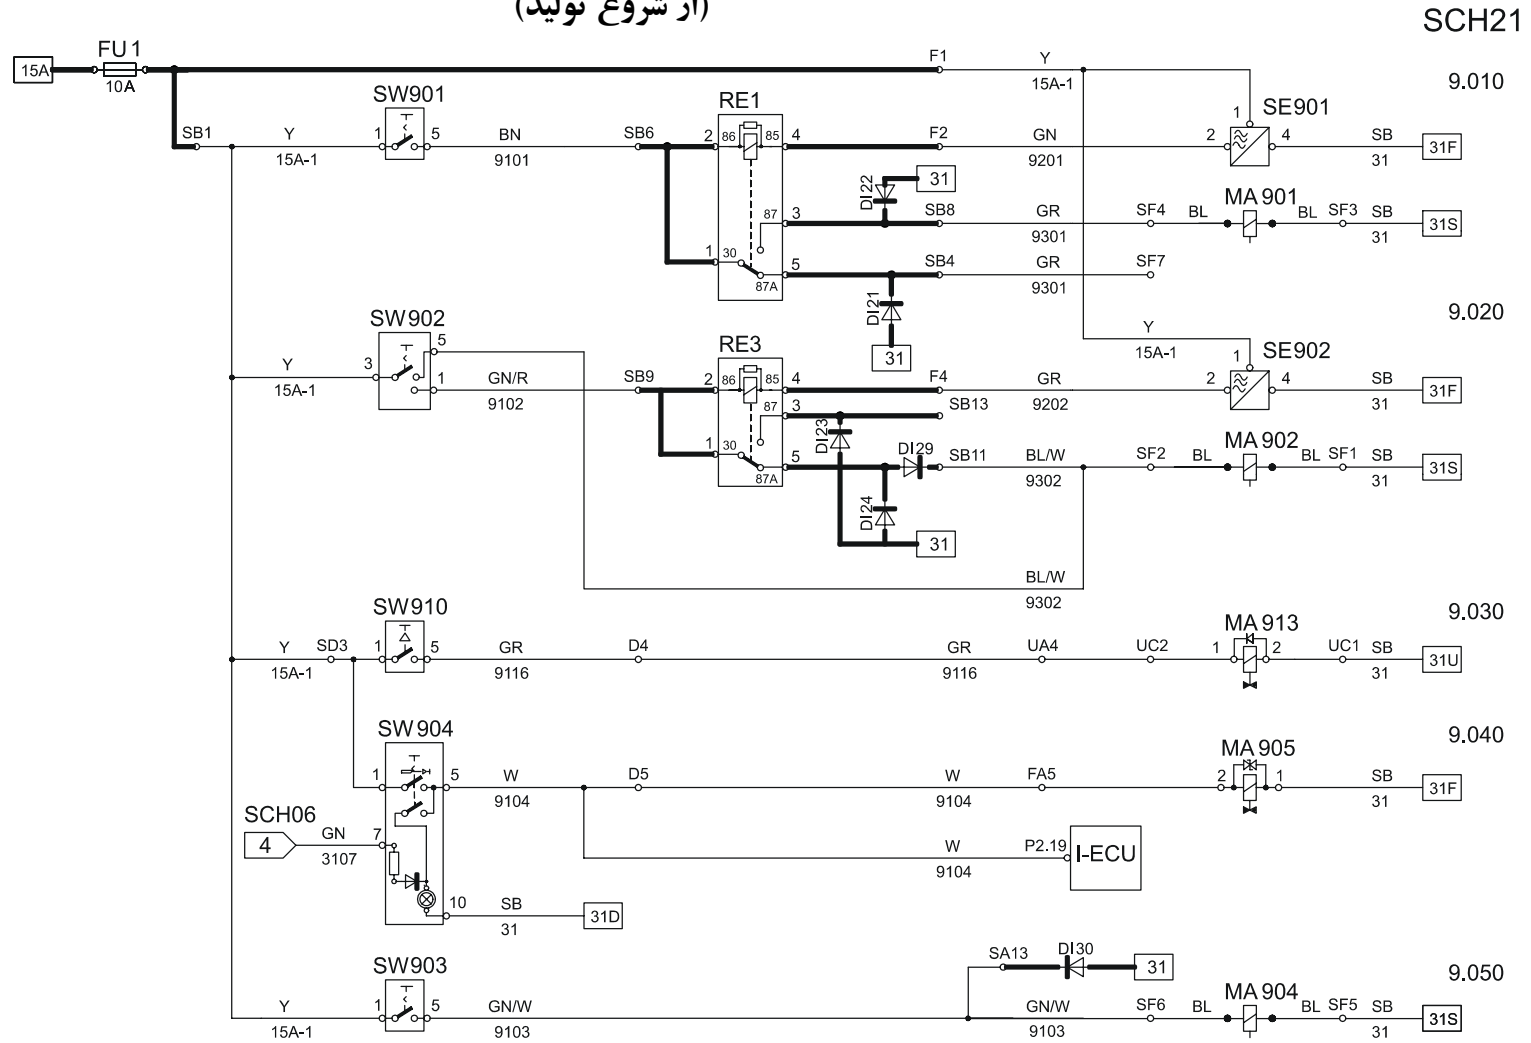 (از شروع تولید)
SCH21
15A
FU1
10A
F1
Y
15A-1
9.010
SW901
RE1
SE901
1
SB1
Y
15A-1
1
5
BN
9101
SB6
2
86
85
4
F2
GN
9201
2
4
SB
31
31F
DI22
31
MA901
87
3
SB8
GR
9301
SF4
BL
BL
SF3
SB
31
31S
1
30
87A
5
SB4
GR
9301
SF7
DI21
31
9.020
SW902
5
RE3
Y
15A-1
SE902
1
Y
15A-1
3
1
GN/R
9102
SB9
2
86
85
4
F4
GR
9202
2
4
SB
31
31F
87
3
SB13
DI23
MA902
1
30
87A
5
DI29
SB11
BL/W
9302
SF2
BL
BL
SF1
SB
31
31S
DI24
31
BL/W
9302
9.030
SW910
MA913
Y
15A-1
SD3
1
5
GR
9116
D4
GR
9116
UA4
UC2
1
2
UC1
SB
31
31U
9.040
SW904
MA905
1
5
W
9104
D5
W
9104
FA5
2
1
SB
31
31F
SCH06
4
GN
3107
7
W
9104
P2.19
I-ECU
10
SB
31
31D
9.050
SW903
SA13
DI30
31
MA904
Y
15A-1
1
5
GN/W
9103
GN/W
9103
SF6
BL
BL
SF5
SB
31
31S